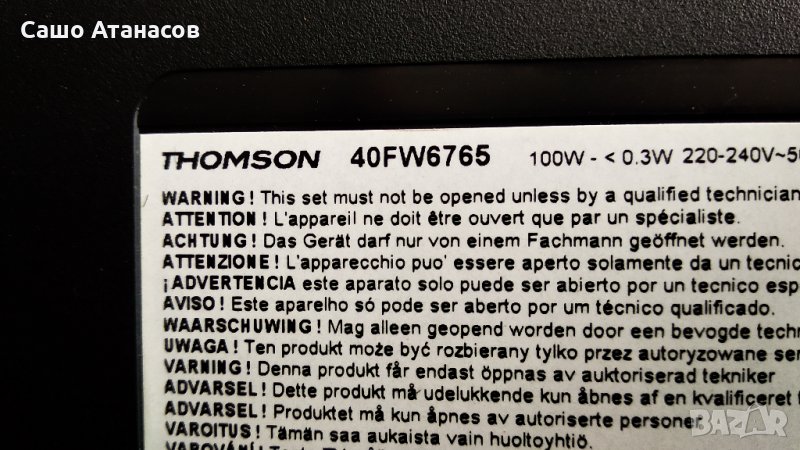 Сашо Атанасов
THOMSON 40FW6765 100W - < 0.3W 220-240V~50
WARNING! This set must not be opened unless by a qualified technician
ATTENTION! L'appareil ne doit être ouvert que par un spécialiste.
ACHTUNG! Das Gerät darf nur von einem Fachmann geöffnet werden.
ATTENZIONE! L'apparecchio puo' essere aperto solamente da un tecnic
¡ADVERTENCIA este aparato solo puede ser abierto por un tecnico esp
AVISO! Este aparelho só pode ser aberto por um técnico qualificado.
WAARSCHUWING! Mag alleen geopend worden door een bevogde techn
UWAGA! Ten produkt może być rozbierany tylko przez autoryzowane ser
VARNING! Denna produkt får endast öppnas av auktoriserad tekniker
ADVARSEL! Dette produkt må udelukkende kun åbnes af en kvalificeret t
ADVARSEL! Produktet må kun åpnes av autoriserte personer
VAROITUS! Tämän saa aukaista vain huoltoyhtiö.
VAROVÁNÍ!
BAZAR